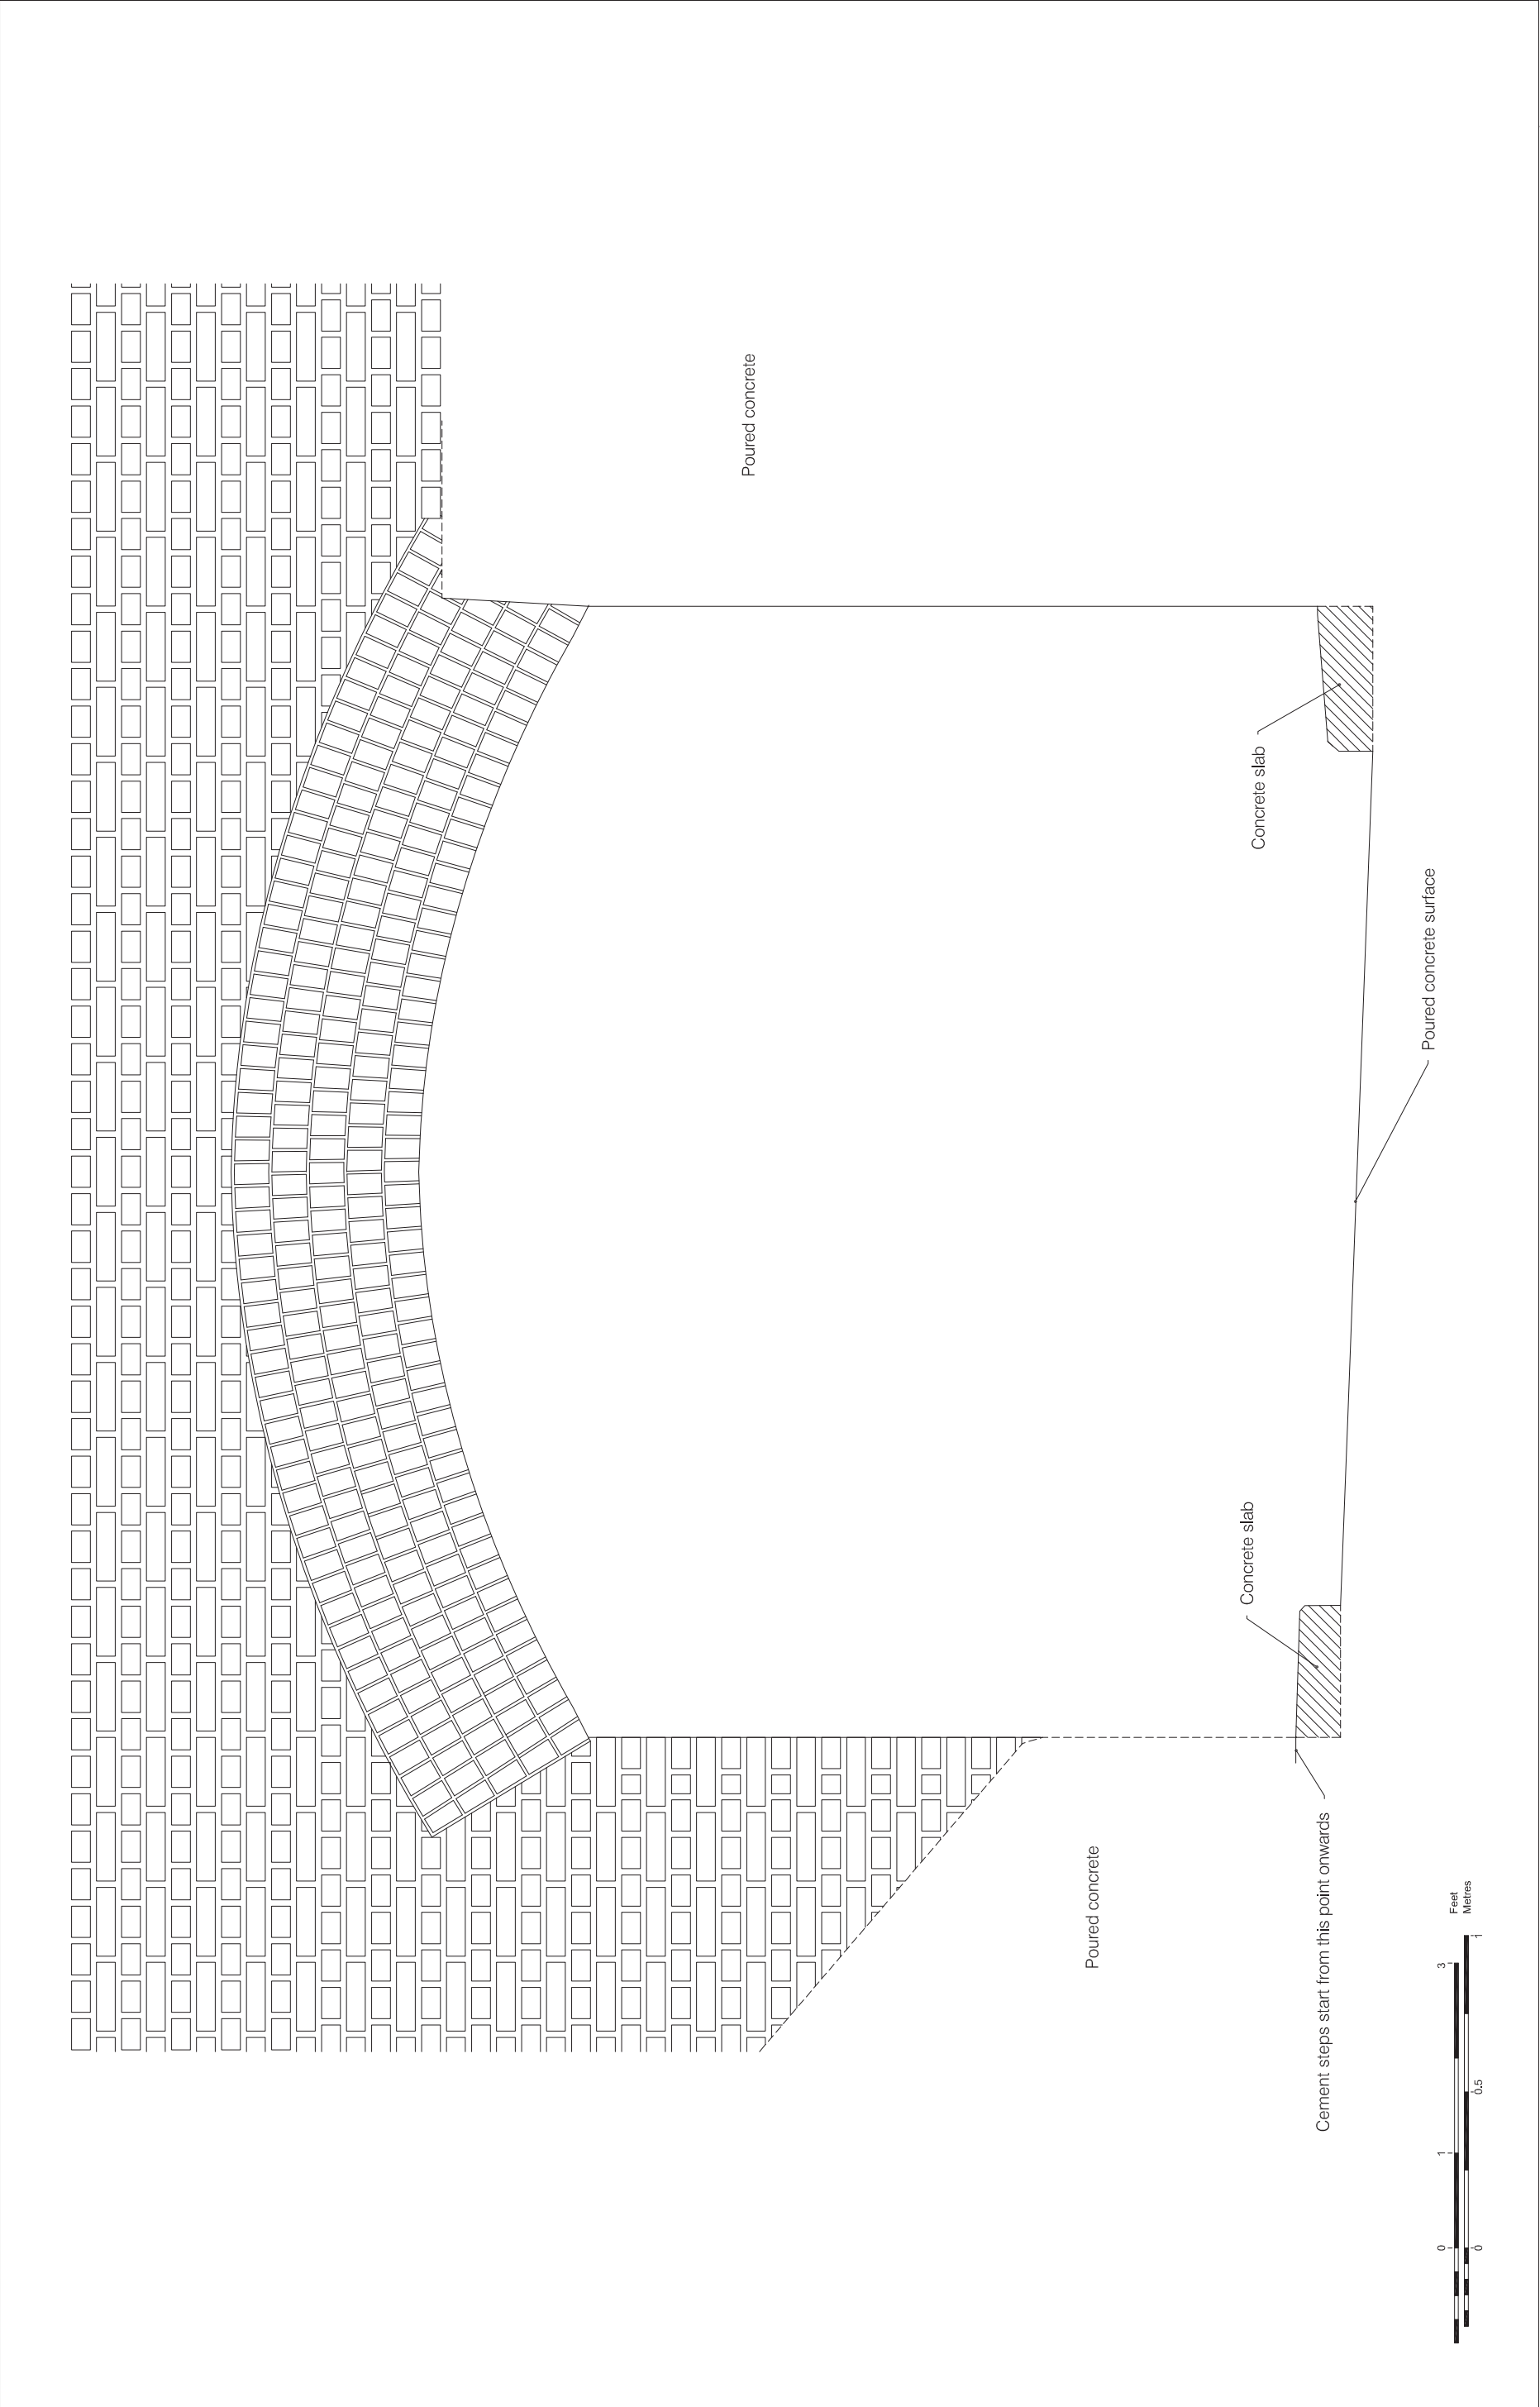 Poured concrete
Concrete slab
Poured concrete surface
Concrete slab
Poured concrete
Cement steps start from this point onwards
0 1 3 Feet
Metres
0 0.5 1